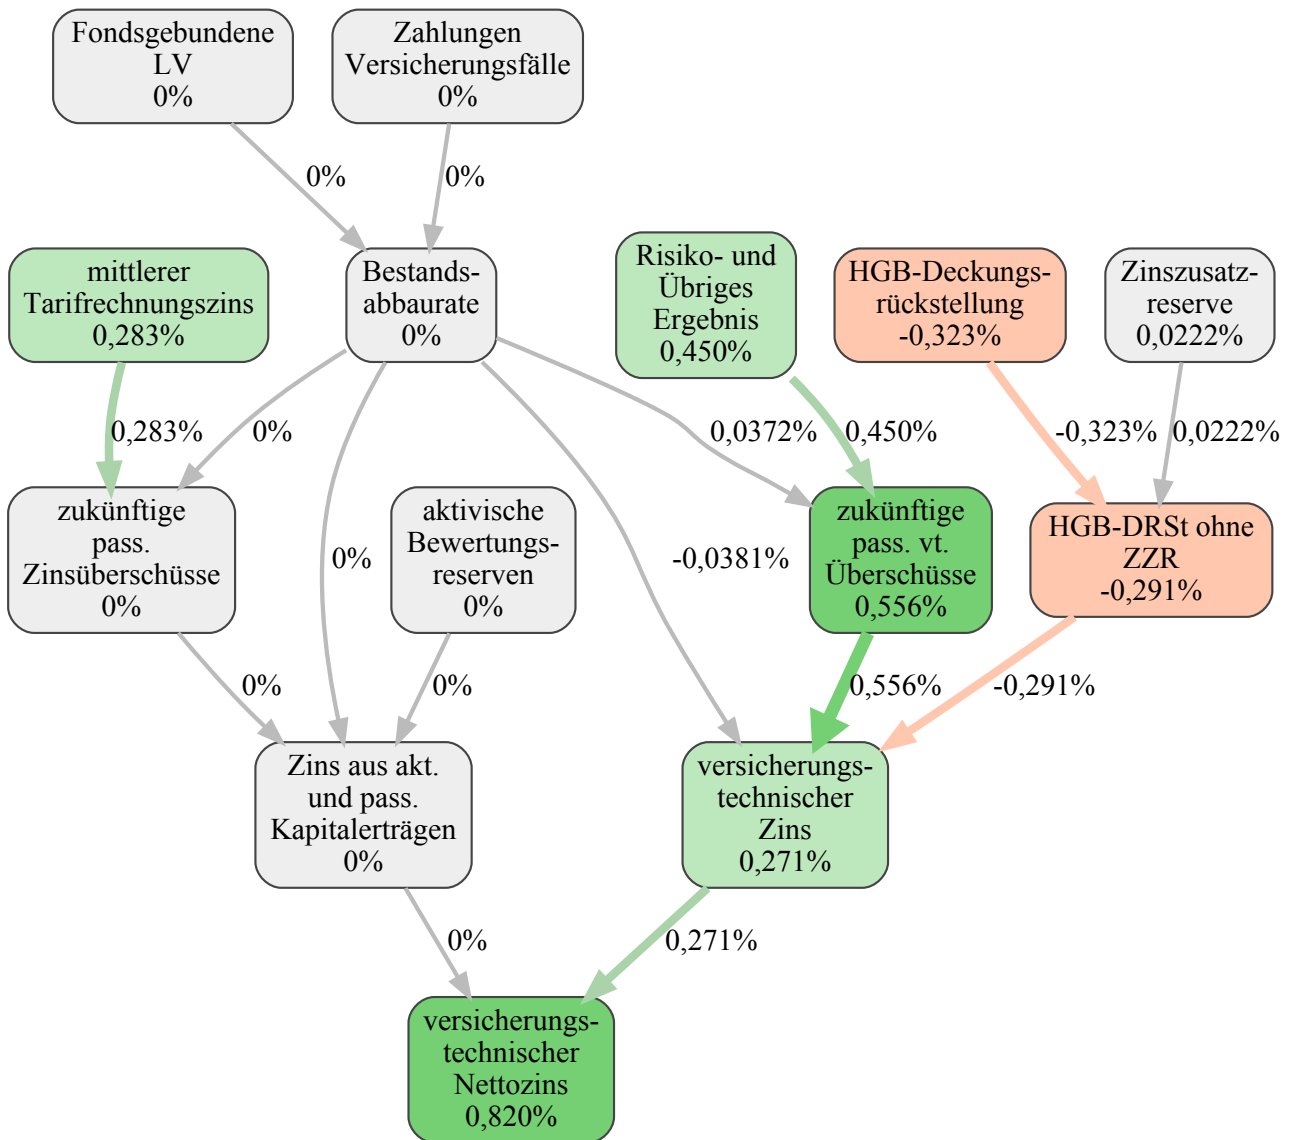 Fondsgebundene
LV
0%
Zahlungen
Versicherungsfälle
0%
0%
0%
mittlerer
Tarifrechnungszins
0,283%
Bestands-
abbaurate
0%
Risiko- und
Übriges
Ergebnis
0,450%
HGB-Deckungs-
rückstellung
-0,323%
Zinszusatz-
reserve
0,0222%
0,283%
0%
0,0372%
0,450%
-0,323%
0,0222%
zukünftige
pass.
Zinsüberschüsse
0%
aktivische
Bewertungs-
reserven
0%
0%
-0,0381%
zukünftige
pass. vt.
Überschüsse
0,556%
HGB-DRSt ohne
ZZR
-0,291%
0%
0%
0,556%
-0,291%
Zins aus akt.
und pass.
Kapitalerträgen
0%
versicherungs-
technischer
Zins
0,271%
0%
0,271%
versicherungs-
technischer
Nettozins
0,820%